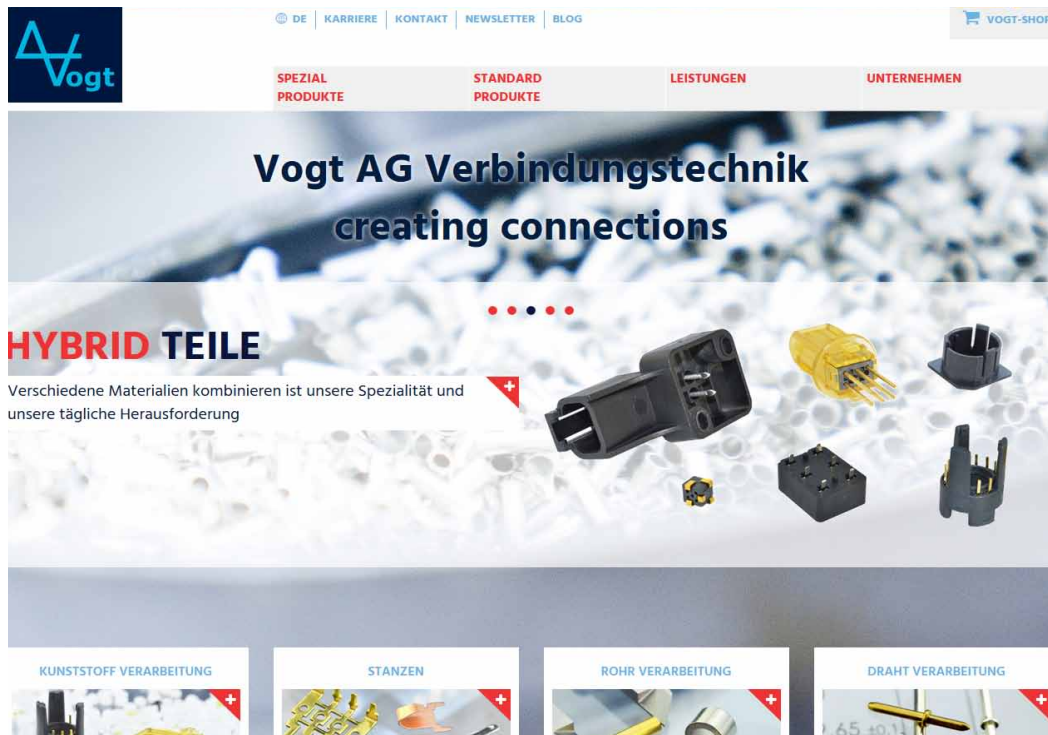 Vogt
DE KARRIERE KONTAKT NEWSLETTER BLOG
VOGT-SHOP
SPEZIAL
PRODUKTE
STANDARD
PRODUKTE
LEISTUNGEN
UNTERNEHMEN
Vogt AG Verbindungstechnik
creating connections
HYBRID TEILE
Verschiedene Materialien kombinieren ist unsere Spezialität und
unsere tägliche Herausforderung
KUNSTSTOFF VERARBEITUNG
STANZEN
ROHR VERARBEITUNG
DRAHT VERARBEITUNG